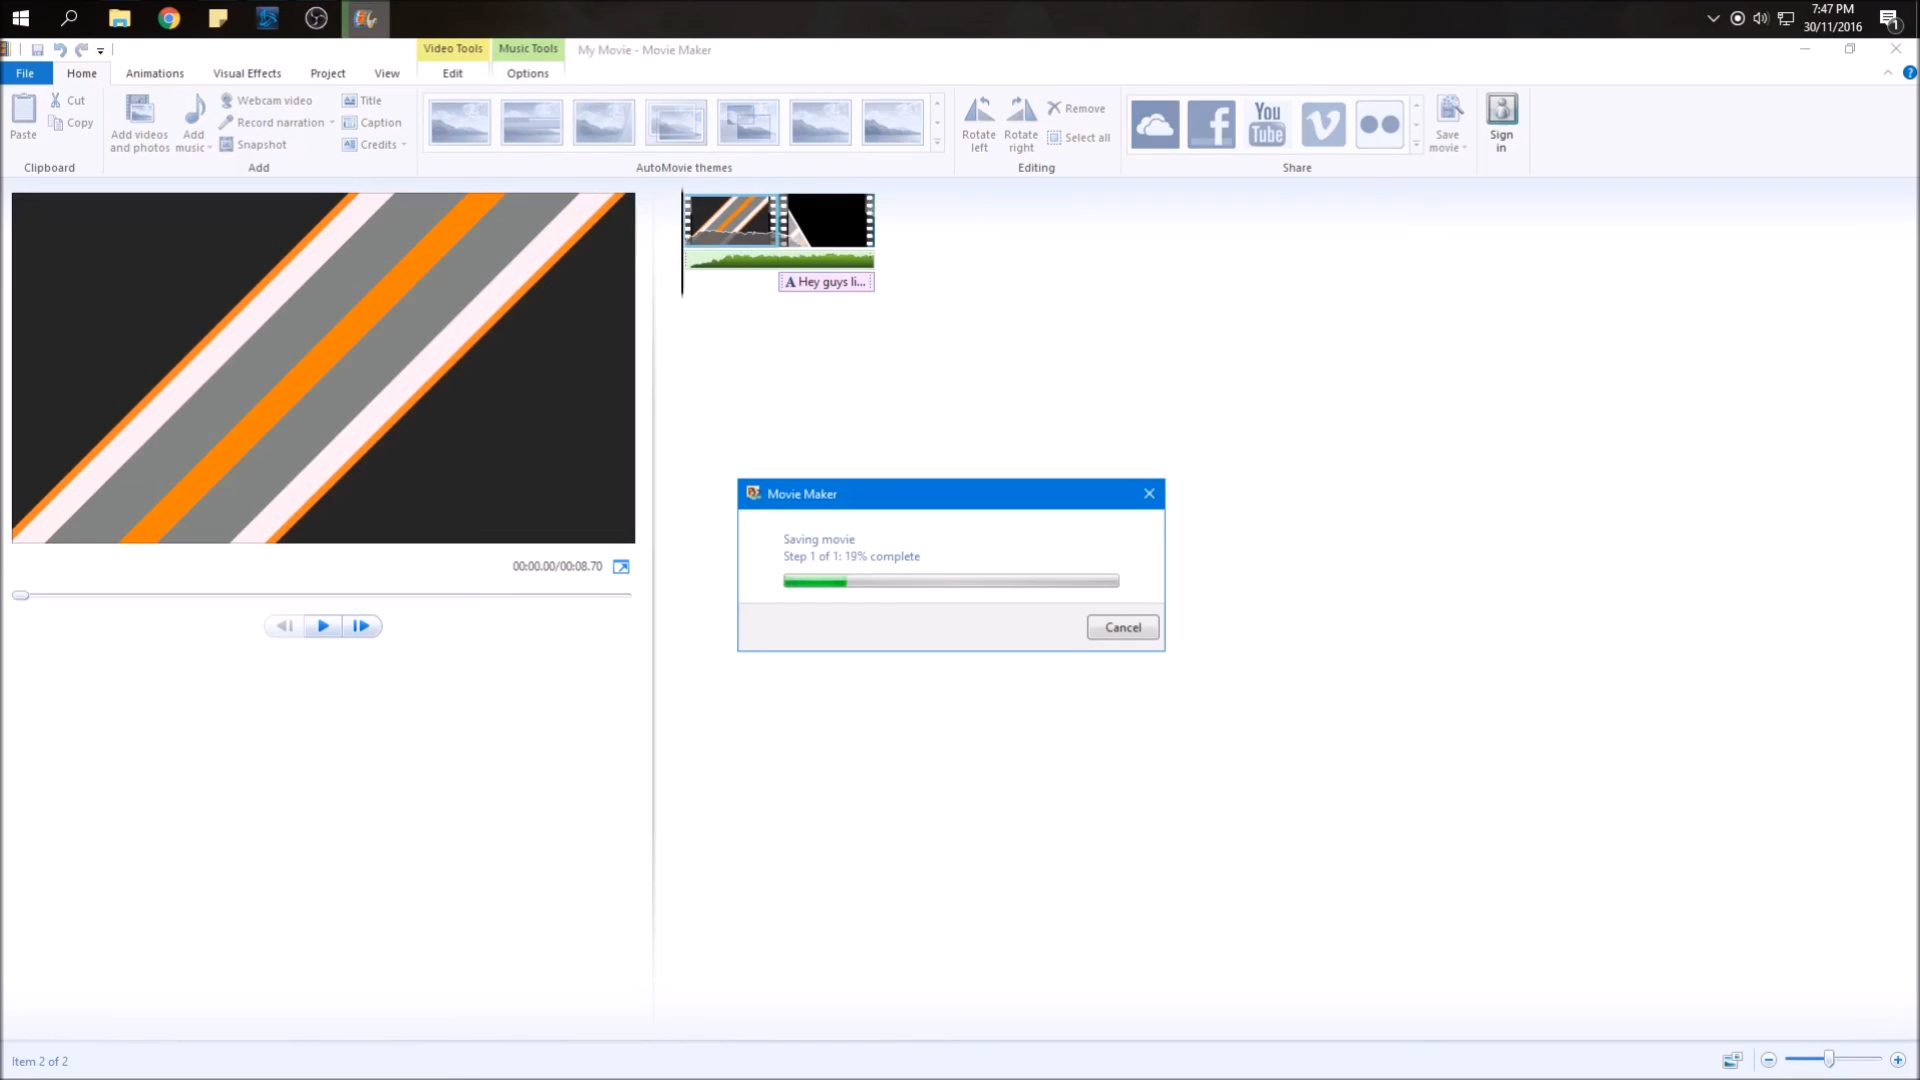 7:47 PM
30/11/2016
1
Video Tools
Music Tools
My Movie - Movie Maker
File
Home
Animations
Visual Effects
Project
View
Edit
Options
Paste
Cut
Copy
Clipboard
Add videos
and photos
Add
music
Webcam video
Record narration
Snapshot
Title
Caption
Credits
Add
AutoMovie themes
Rotate
left
Rotate
right
Remove
Select all
Editing
You
Tube
Share
Save
movie
Sign
in
A Hey guys li...
00:00.00/00:08.70
Movie Maker
Saving movie
Step 1 of 1: 19% complete
Cancel
Item 2 of 2